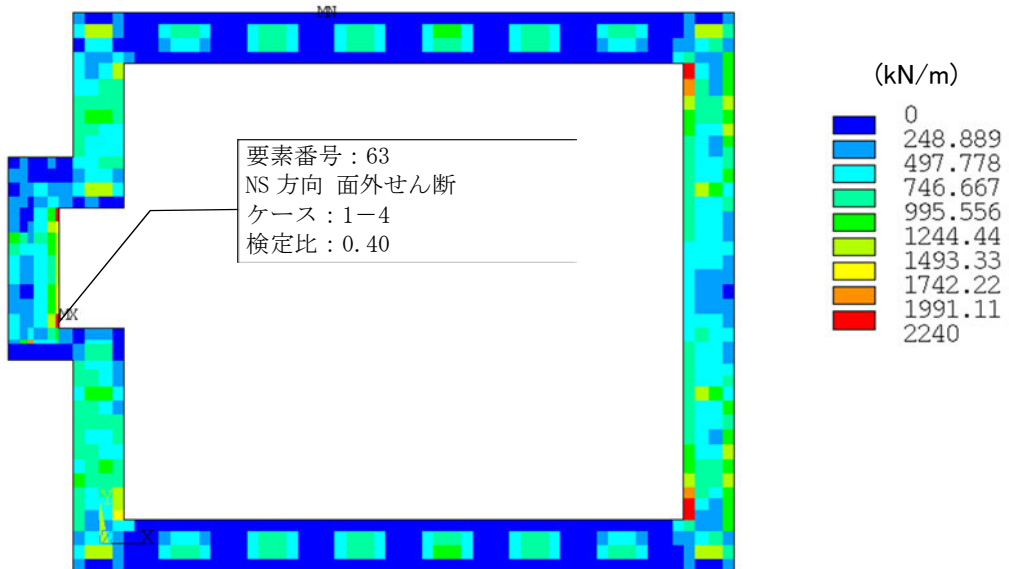 MN
(kN/m)
0
248.889
497.778
746.667
995.556
1244.44
1493.33
1742.22
1991.11
2240
要素番号：63
NS 方向 面外せん断
ケース：1－4
検定比：0.40
MX
Y
Z
X